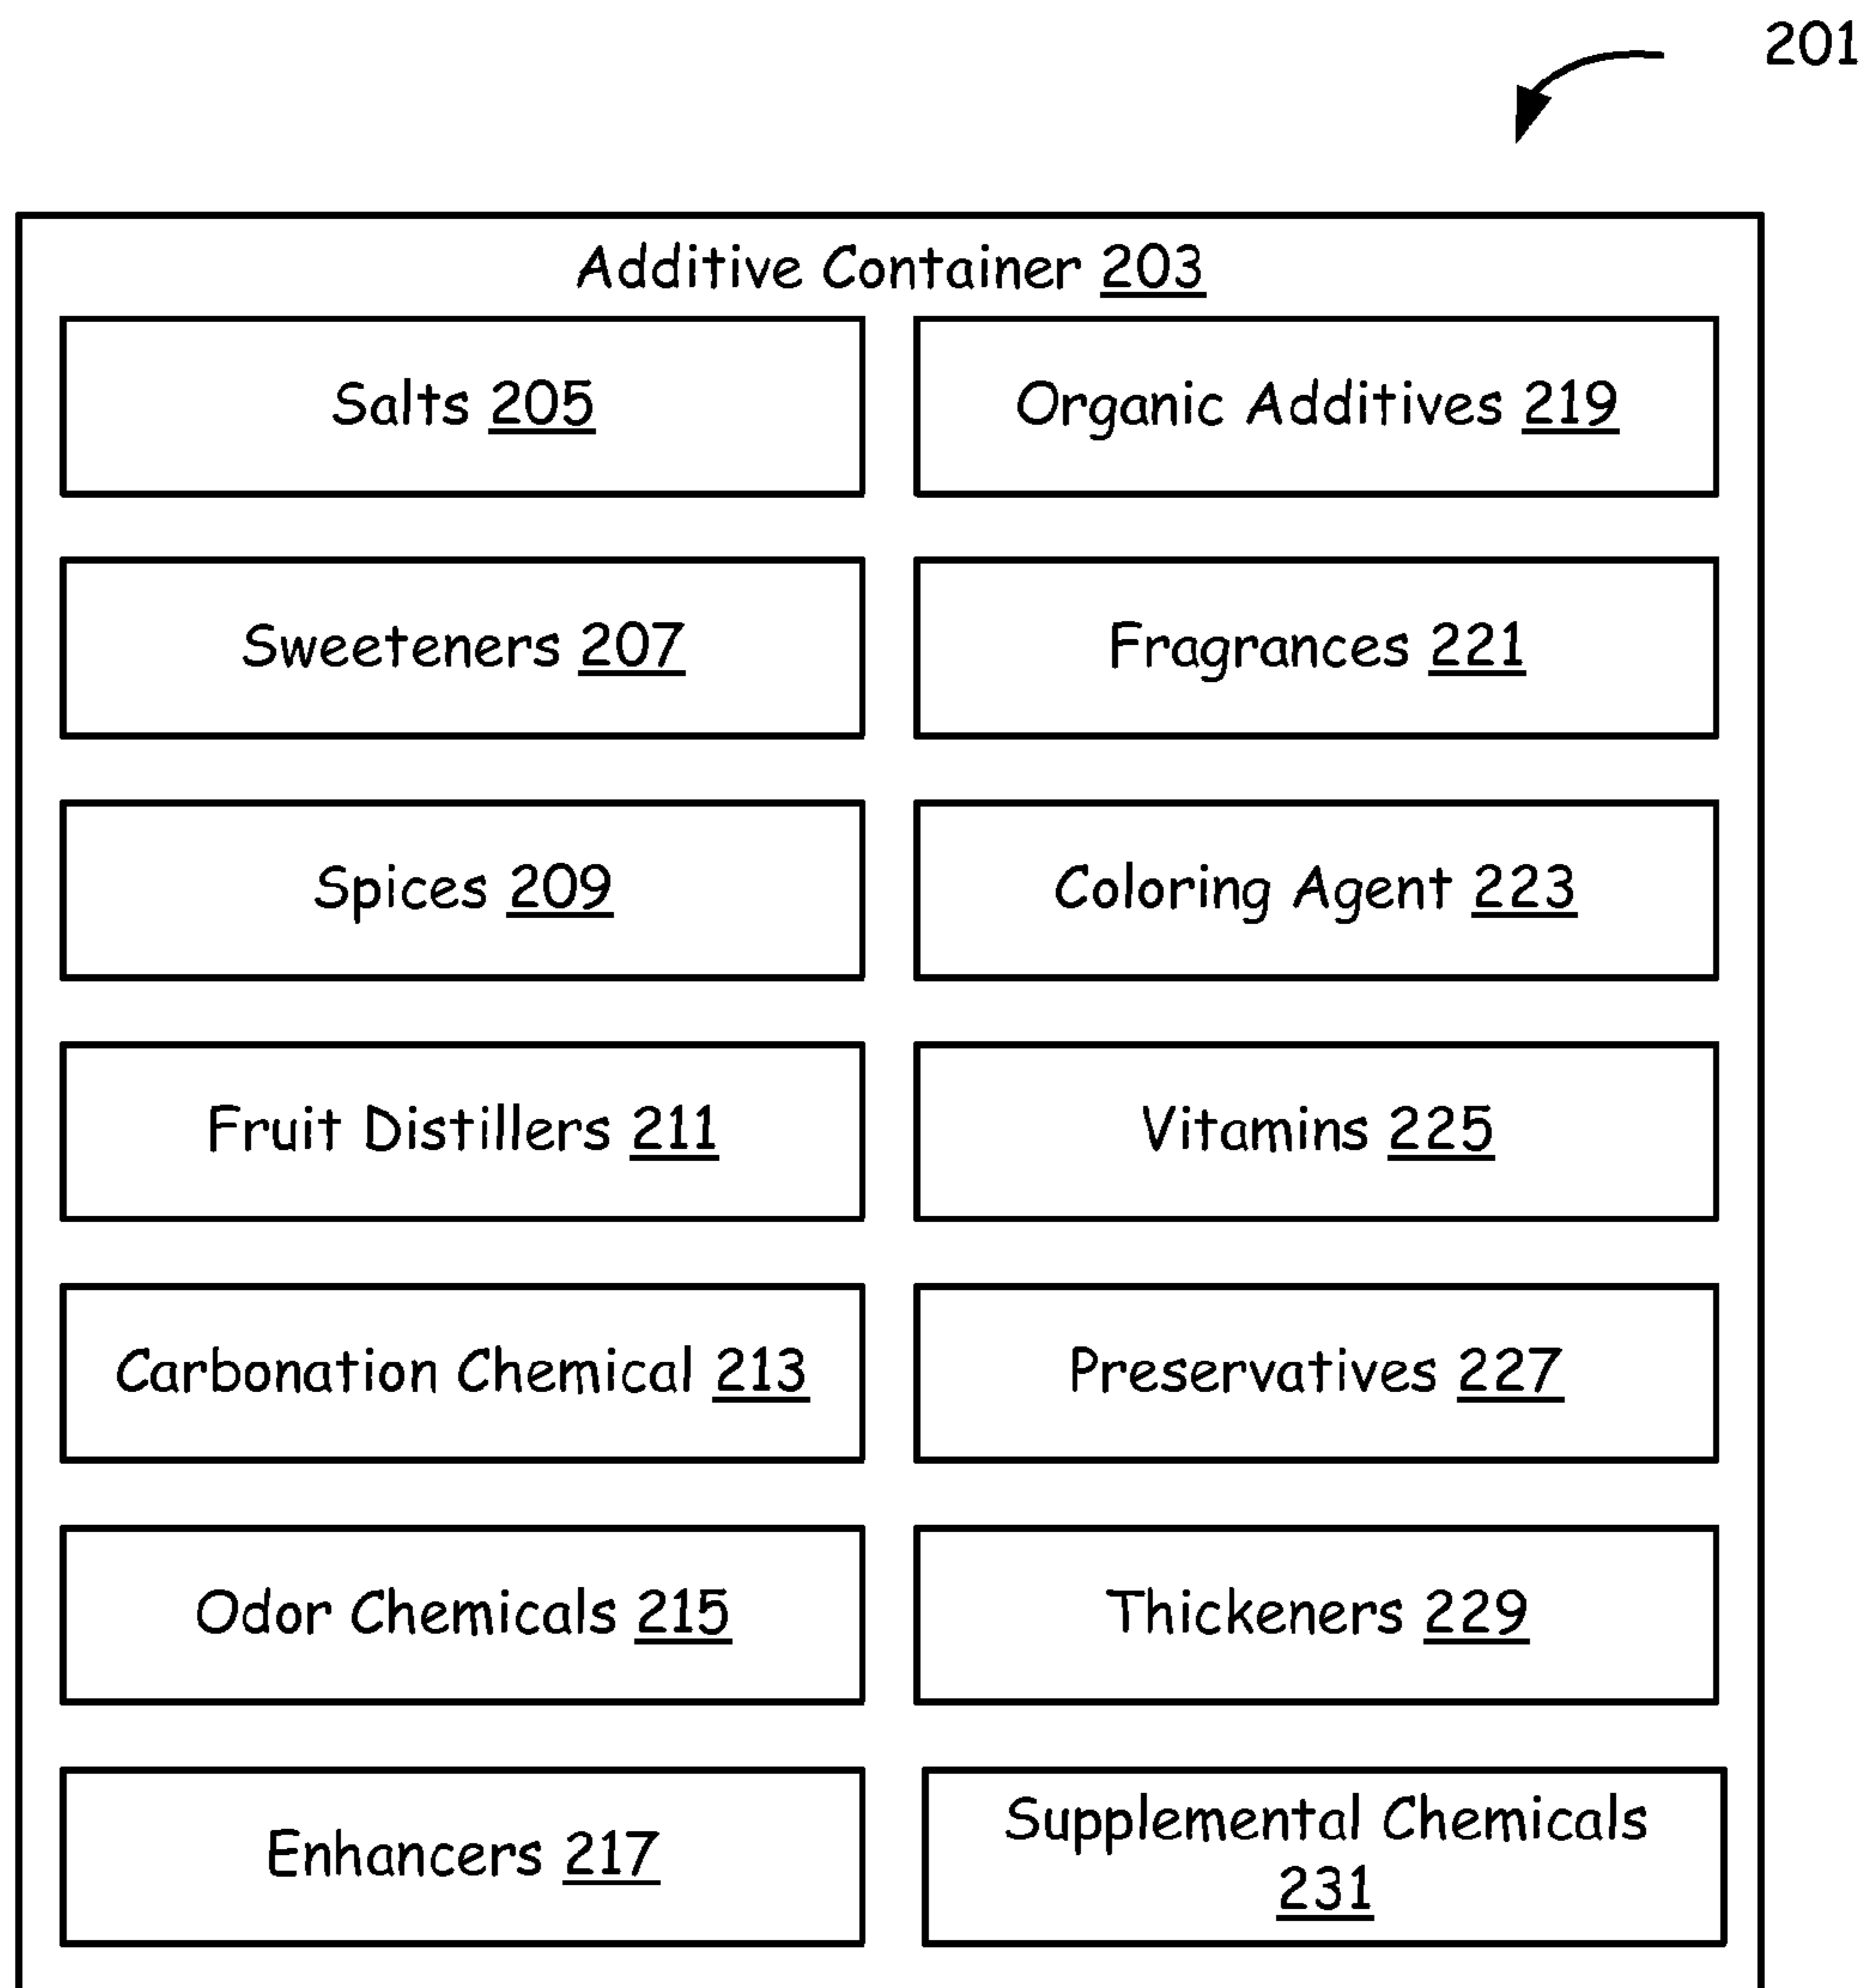 201
Additive Container 203
Salts 205
Organic Additives 219
Sweeteners 207
Fragrances 221
Spices 209
Coloring Agent 223
Fruit Distillers 211
Vitamins 225
Carbonation Chemical 213
Preservatives 227
Odor Chemicals 215
Thickeners 229
Enhancers 217
Supplemental Chemicals
231